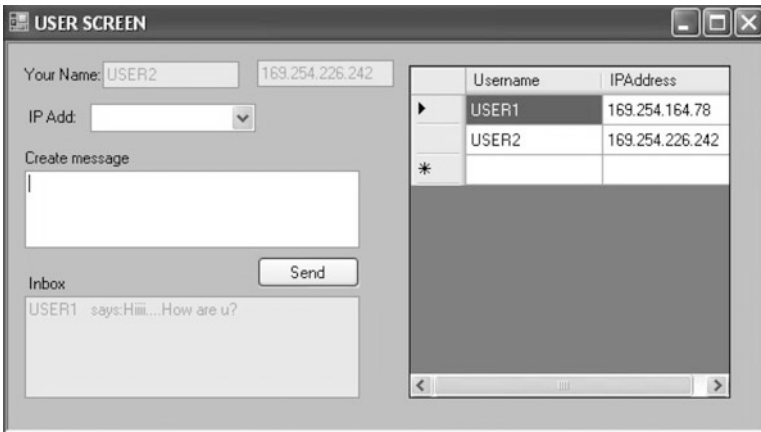 USER SCREEN
Your Name: USER2 169.254.226.242
IP Add:
Create message
Send
Inbox
USER1 says:Hiiii....How are u?
Username IPAddress
USER1 169.254.164.78
USER2 169.254.226.242